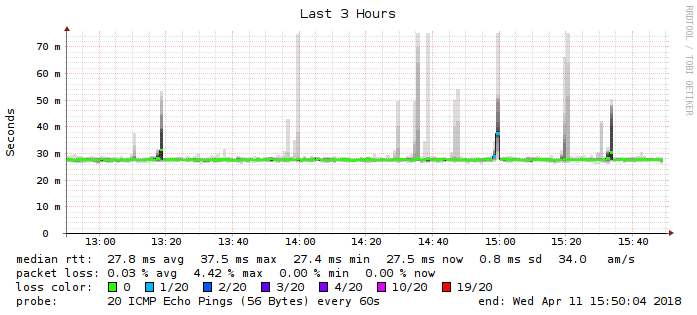 Last 3 Hours
RRDTOOL / TOBI OETIKER
Seconds
70 m
60 m
50 m
40 m
30 m
20 m
10 m
0
13:00 13:20 13:40 14:00 14:20 14:40 15:00 15:20 15:40
median rtt: 27.8 ms avg 37.5 ms max 27.4 ms min 27.5 ms now 0.8 ms sd 34.0 am/s
packet loss: 0.03 % avg 4.42 % max 0.00 % min 0.00 % now
loss color: 0 1/20 2/20 3/20 4/20 10/20 19/20
probe: 20 ICMP Echo Pings (56 Bytes) every 60s end: Wed Apr 11 15:50:04 2018